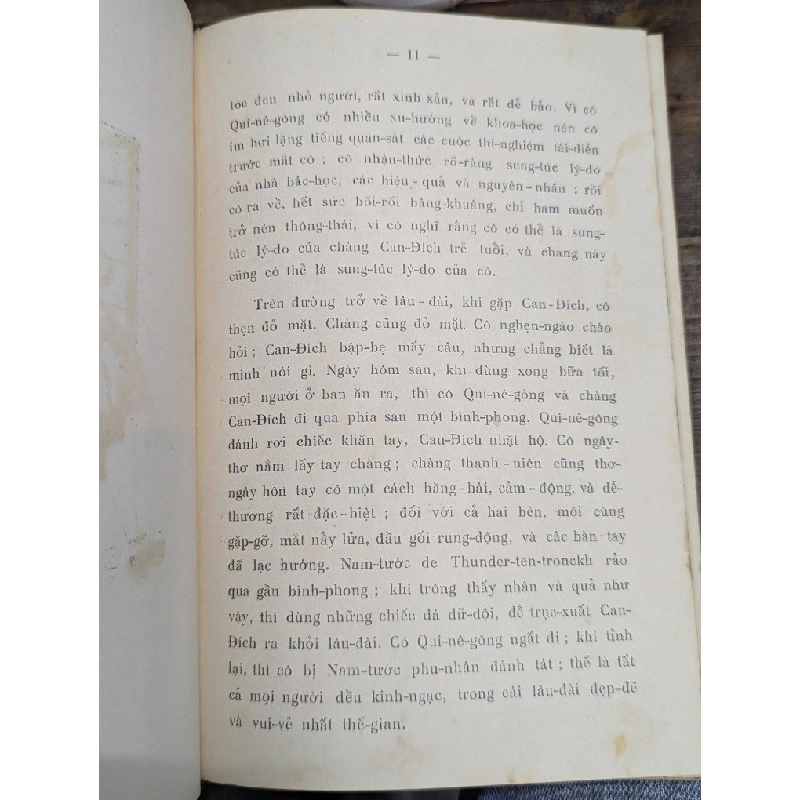 — 11 —
tóc đen nhỏ người, rất xinh sắn, và rất dễ bảo. Vì cô
Qui-nê-gông có nhiều xu-hướng về khoa-học nên cô
im hơi lặng tiếng quan-sát các cuộc thí-nghiệm tái-diễn
trước mắt cô ; cô nhận-thức rõ-ràng sung-túc lý-do
của nhà bác-học, các hiệu-quả và nguyên-nhân ; rồi
cô ra về, hết sức bối-rối bâng-khuâng, chỉ ham muốn
trở nên thông-thái, vì cô nghĩ rằng cô có thể là sung-
túc lý-do của chàng Can-Đích trẻ tuổi, và chàng này
cũng có thể là sung-túc lý-do của cô.
Trên đường trở về lâu-đài, khi gặp Can-Đích, cô
thẹn đỏ mặt. Chàng cũng đỏ mặt. Cô nghẹn-ngào chào
hỏi ; Can-Đích bập-bẹ mấy câu, nhưng chẳng biết là
mình nói gì. Ngày hôm sau, khi dùng xong bữa tối,
mọi người ở bàn ăn ra, thì cô Qui-nê-gông và chàng
Can-Đích đi qua phía sau một bình-phong. Qui-nê-gông
đánh rơi chiếc khăn tay, Can-Đích nhặt hộ. Cô ngây-
thơ nắm lấy tay chàng ; chàng thanh-niên cũng thơ-
ngây hôn tay cô một cách hăng-hái, cảm-động, và dễ-
thương rất đặc-biệt ; đối với cả hai bên, môi cùng
gặp-gỡ, mắt nảy lửa, đầu gối rung-động, và các bàn tay
đã lạc hướng. Nam-tước de Thunder-ten-tronckh rảo
qua gần bình-phong ; khi trông thấy nhân và quả như
vậy, thì dùng những chiếc đá dữ-dội, để trục-xuất Can-
Đích ra khỏi lâu-đài. Cô Qui-nê-gông ngất đi ; khi tỉnh
lại, thì cô bị Nam-tước phu-nhân đánh tát ; thế là tất
cả mọi người đều kinh-ngạc, trong cái lâu-đài đẹp-đẽ
và vui-vẻ nhất thế-gian.